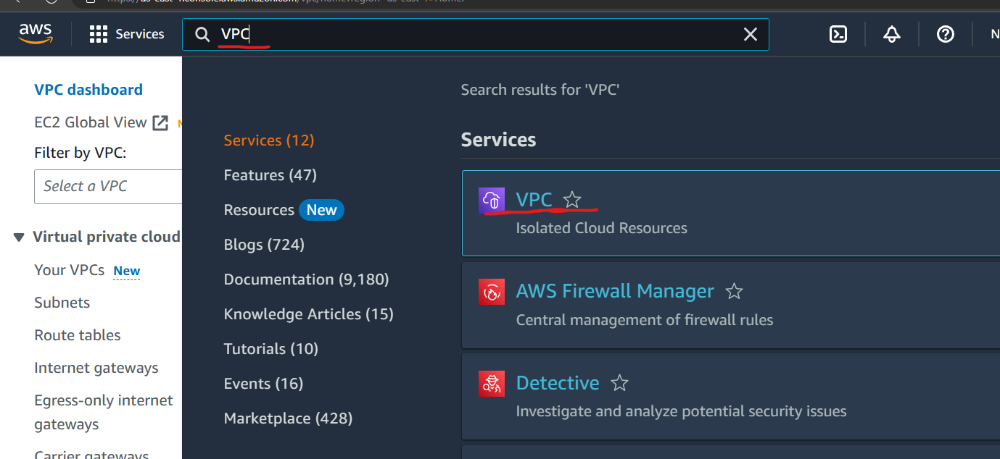 aws
Services
VPC
N
VPC dashboard
EC2 Global View
Filter by VPC:
Select a VPC
Virtual private cloud
Your VPCs New
Subnets
Route tables
Internet gateways
Egress-only internet
gateways
Carrier gateways
Services (12)
Features (47)
Resources New
Blogs (724)
Documentation (9,180)
Knowledge Articles (15)
Tutorials (10)
Events (16)
Marketplace (428)
Search results for 'VPC'
Services
VPC
Isolated Cloud Resources
AWS Firewall Manager
Central management of firewall rules
Detective
Investigate and analyze potential security issues